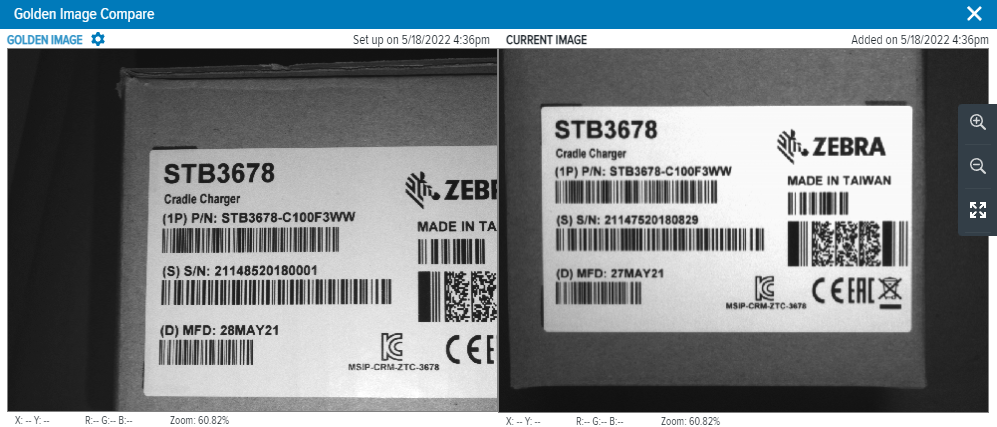 Golden Image Compare
GOLDEN IMAGE
Set up on 5/18/2022 4:36pm
STB3678
Cradle Charger
(1P) P/N: STB3678-C100F3WW
ZEB
MADE IN TA
(S) S/N: 21148520180001
(D) MFD: 28MAY21
MSIP-CRM-ZTC-3678
CE
X: -- Y: --
R:-- G:-- B:--
Zoom: 60.82%
CURRENT IMAGE
Added on 5/18/2022 4:36pm
STB3678
Cradle Charger
(1P) P/N: STB3678-C100F3WW
ZEBRA
MADE IN TAIWAN
(S) S/N: 21147520180829
(D) MFD: 27MAY21
MSIP-CRM-ZTC-3678
CE EAC
X: -- Y: --
R:-- G:-- B:--
Zoom: 60.82%